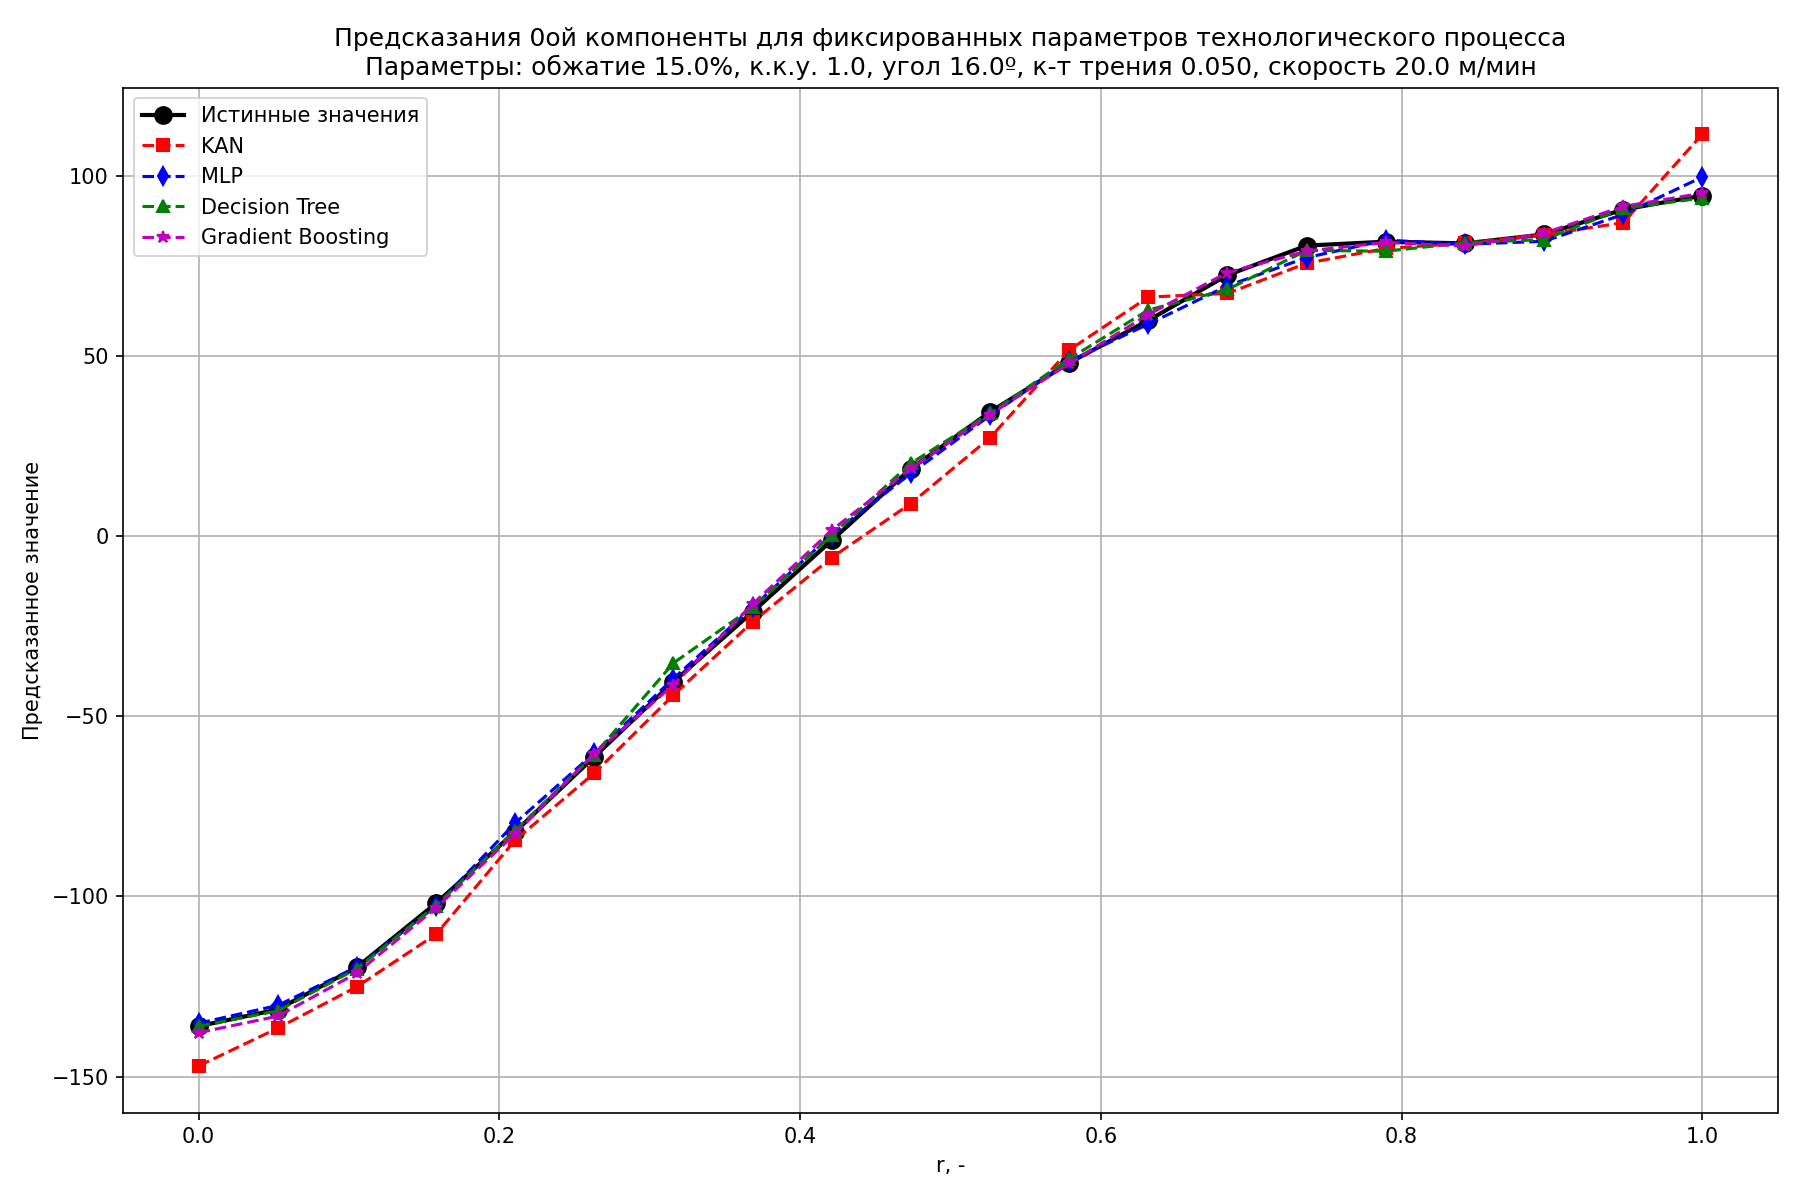 Предсказания 0ой компоненты для фиксированных параметров технологического процесса
Параметры: обжатие 15.0%, к.к.у. 1.0, угол 16.0º, к-т трения 0.050, скорость 20.0 м/мин
Истинные значения
KAN
MLP
Decision Tree
Gradient Boosting
Предсказанное значение
100
50
0
−50
−100
−150
0.0
0.2
0.4
0.6
0.8
1.0
r, -